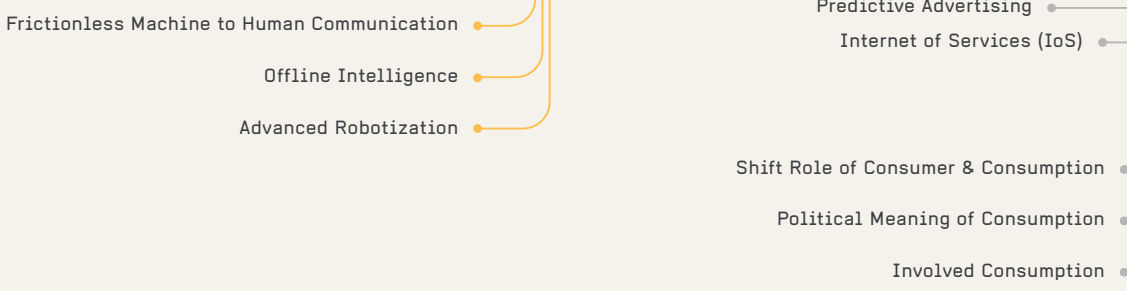 Frictionless Machine to Human Communication
Offline Intelligence
Advanced Robotization
Predictive Advertising
Internet of Services (IoS)
Shift Role of Consumer & Consumption
Political Meaning of Consumption
Involved Consumption